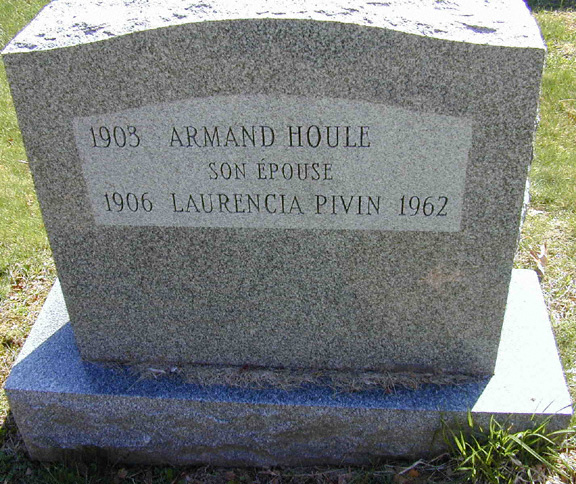 1903 ARMAND HOULE
SON ÉPOUSE
1906 LAURENCIA PIVIN 1962